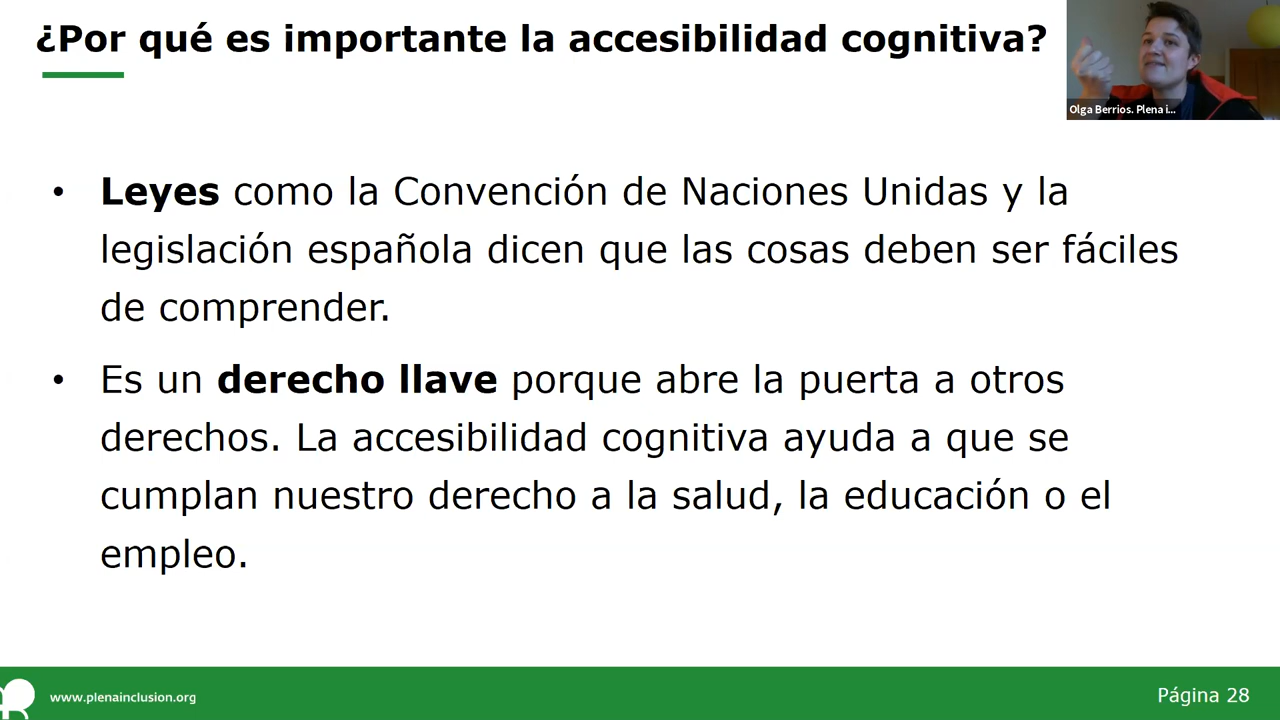 ¿Por qué es importante la accesibilidad cognitiva?
Olga Berrios. Plena i...
• Leyes como la Convención de Naciones Unidas y la
legislación española dicen que las cosas deben ser fáciles
de comprender.
• Es un derecho llave porque abre la puerta a otros
derechos. La accesibilidad cognitiva ayuda a que se
cumplan nuestro derecho a la salud, la educación o el
empleo.
www.plenainclusion.org
Página 28